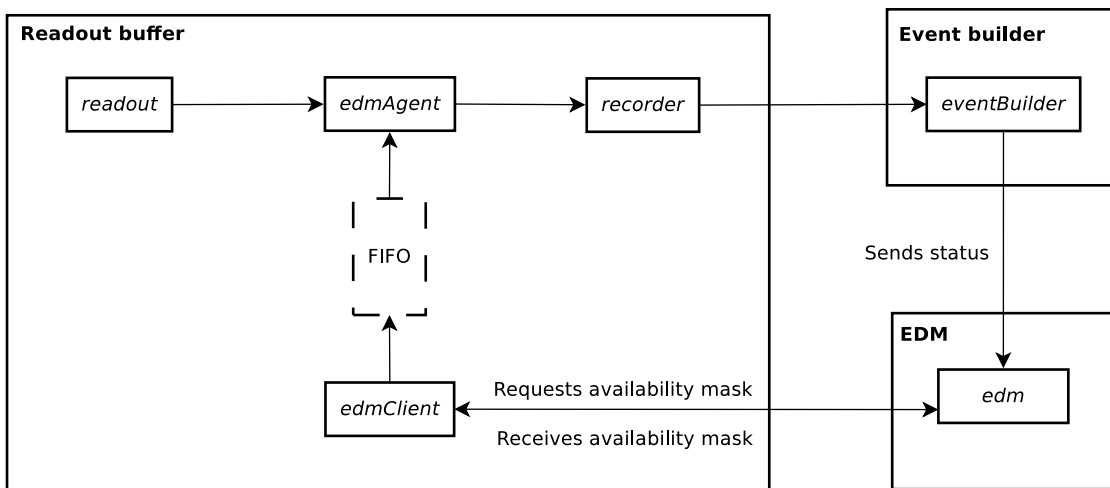 Readout buffer
Event builder
readout
edmAgent
recorder
eventBuilder
FIFO
Sends status
EDM
edm
Requests availability mask
edmClient
Receives availability mask